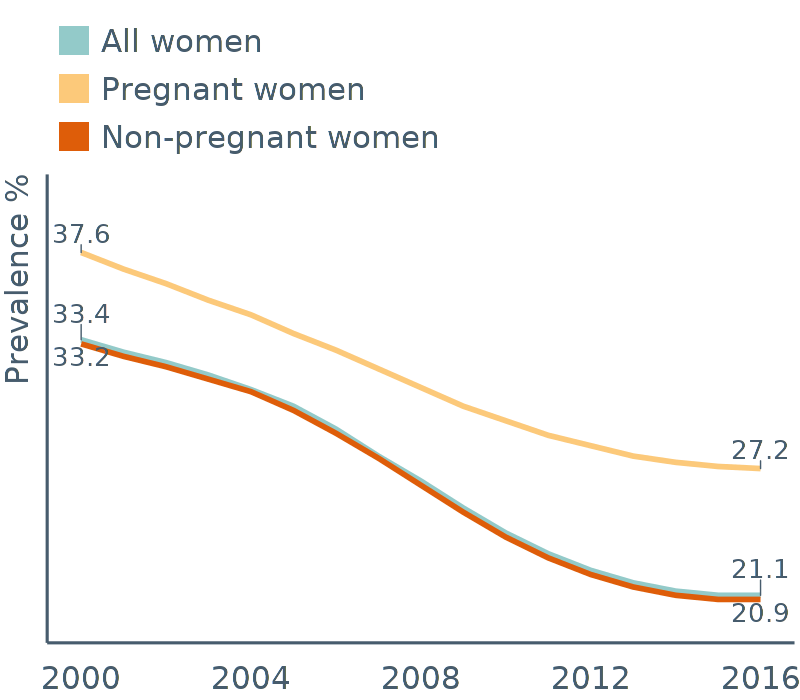 All women
Pregnant women
Non-pregnant women
Prevalence %
37.6
33.4
33.2
27.2
21.1
20.9
2000 2004 2008 2012 2016